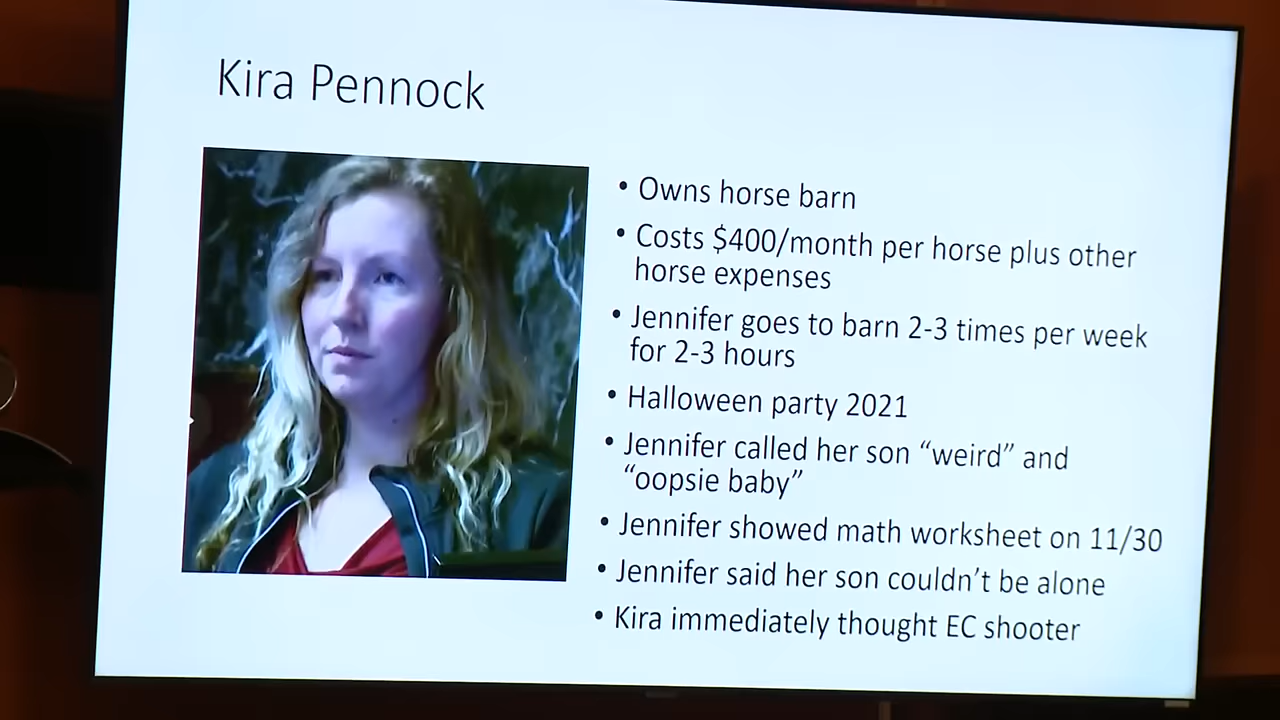 Kira Pennock
• Owns horse barn
• Costs $400/month per horse plus other
horse expenses
• Jennifer goes to barn 2-3 times per week
for 2-3 hours
• Halloween party 2021
• Jennifer called her son “weird” and
“oopsie baby”
• Jennifer showed math worksheet on 11/30
• Jennifer said her son couldn’t be alone
• Kira immediately thought EC shooter